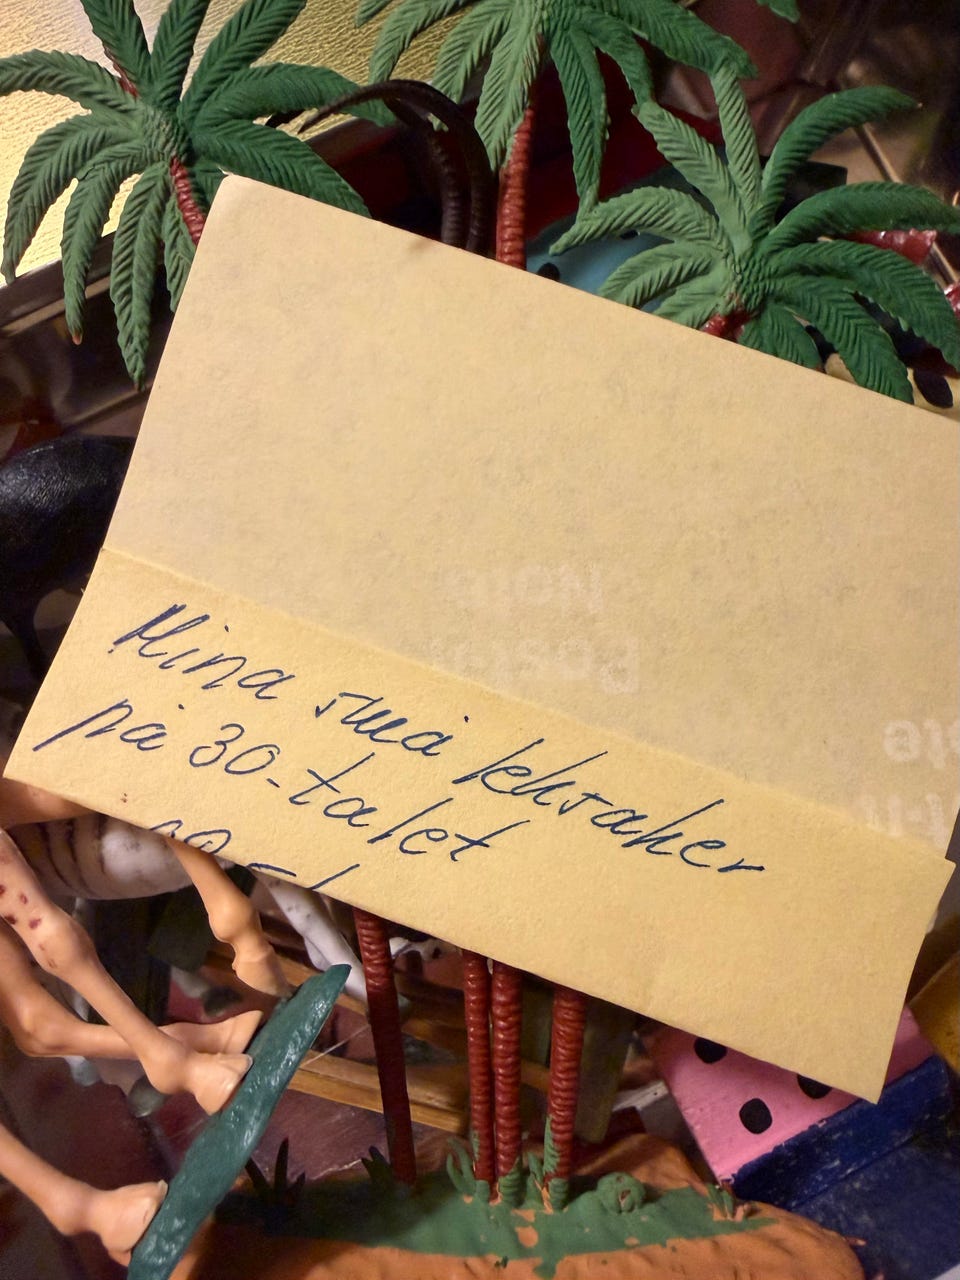 Mina små leksaker
på 30-talet